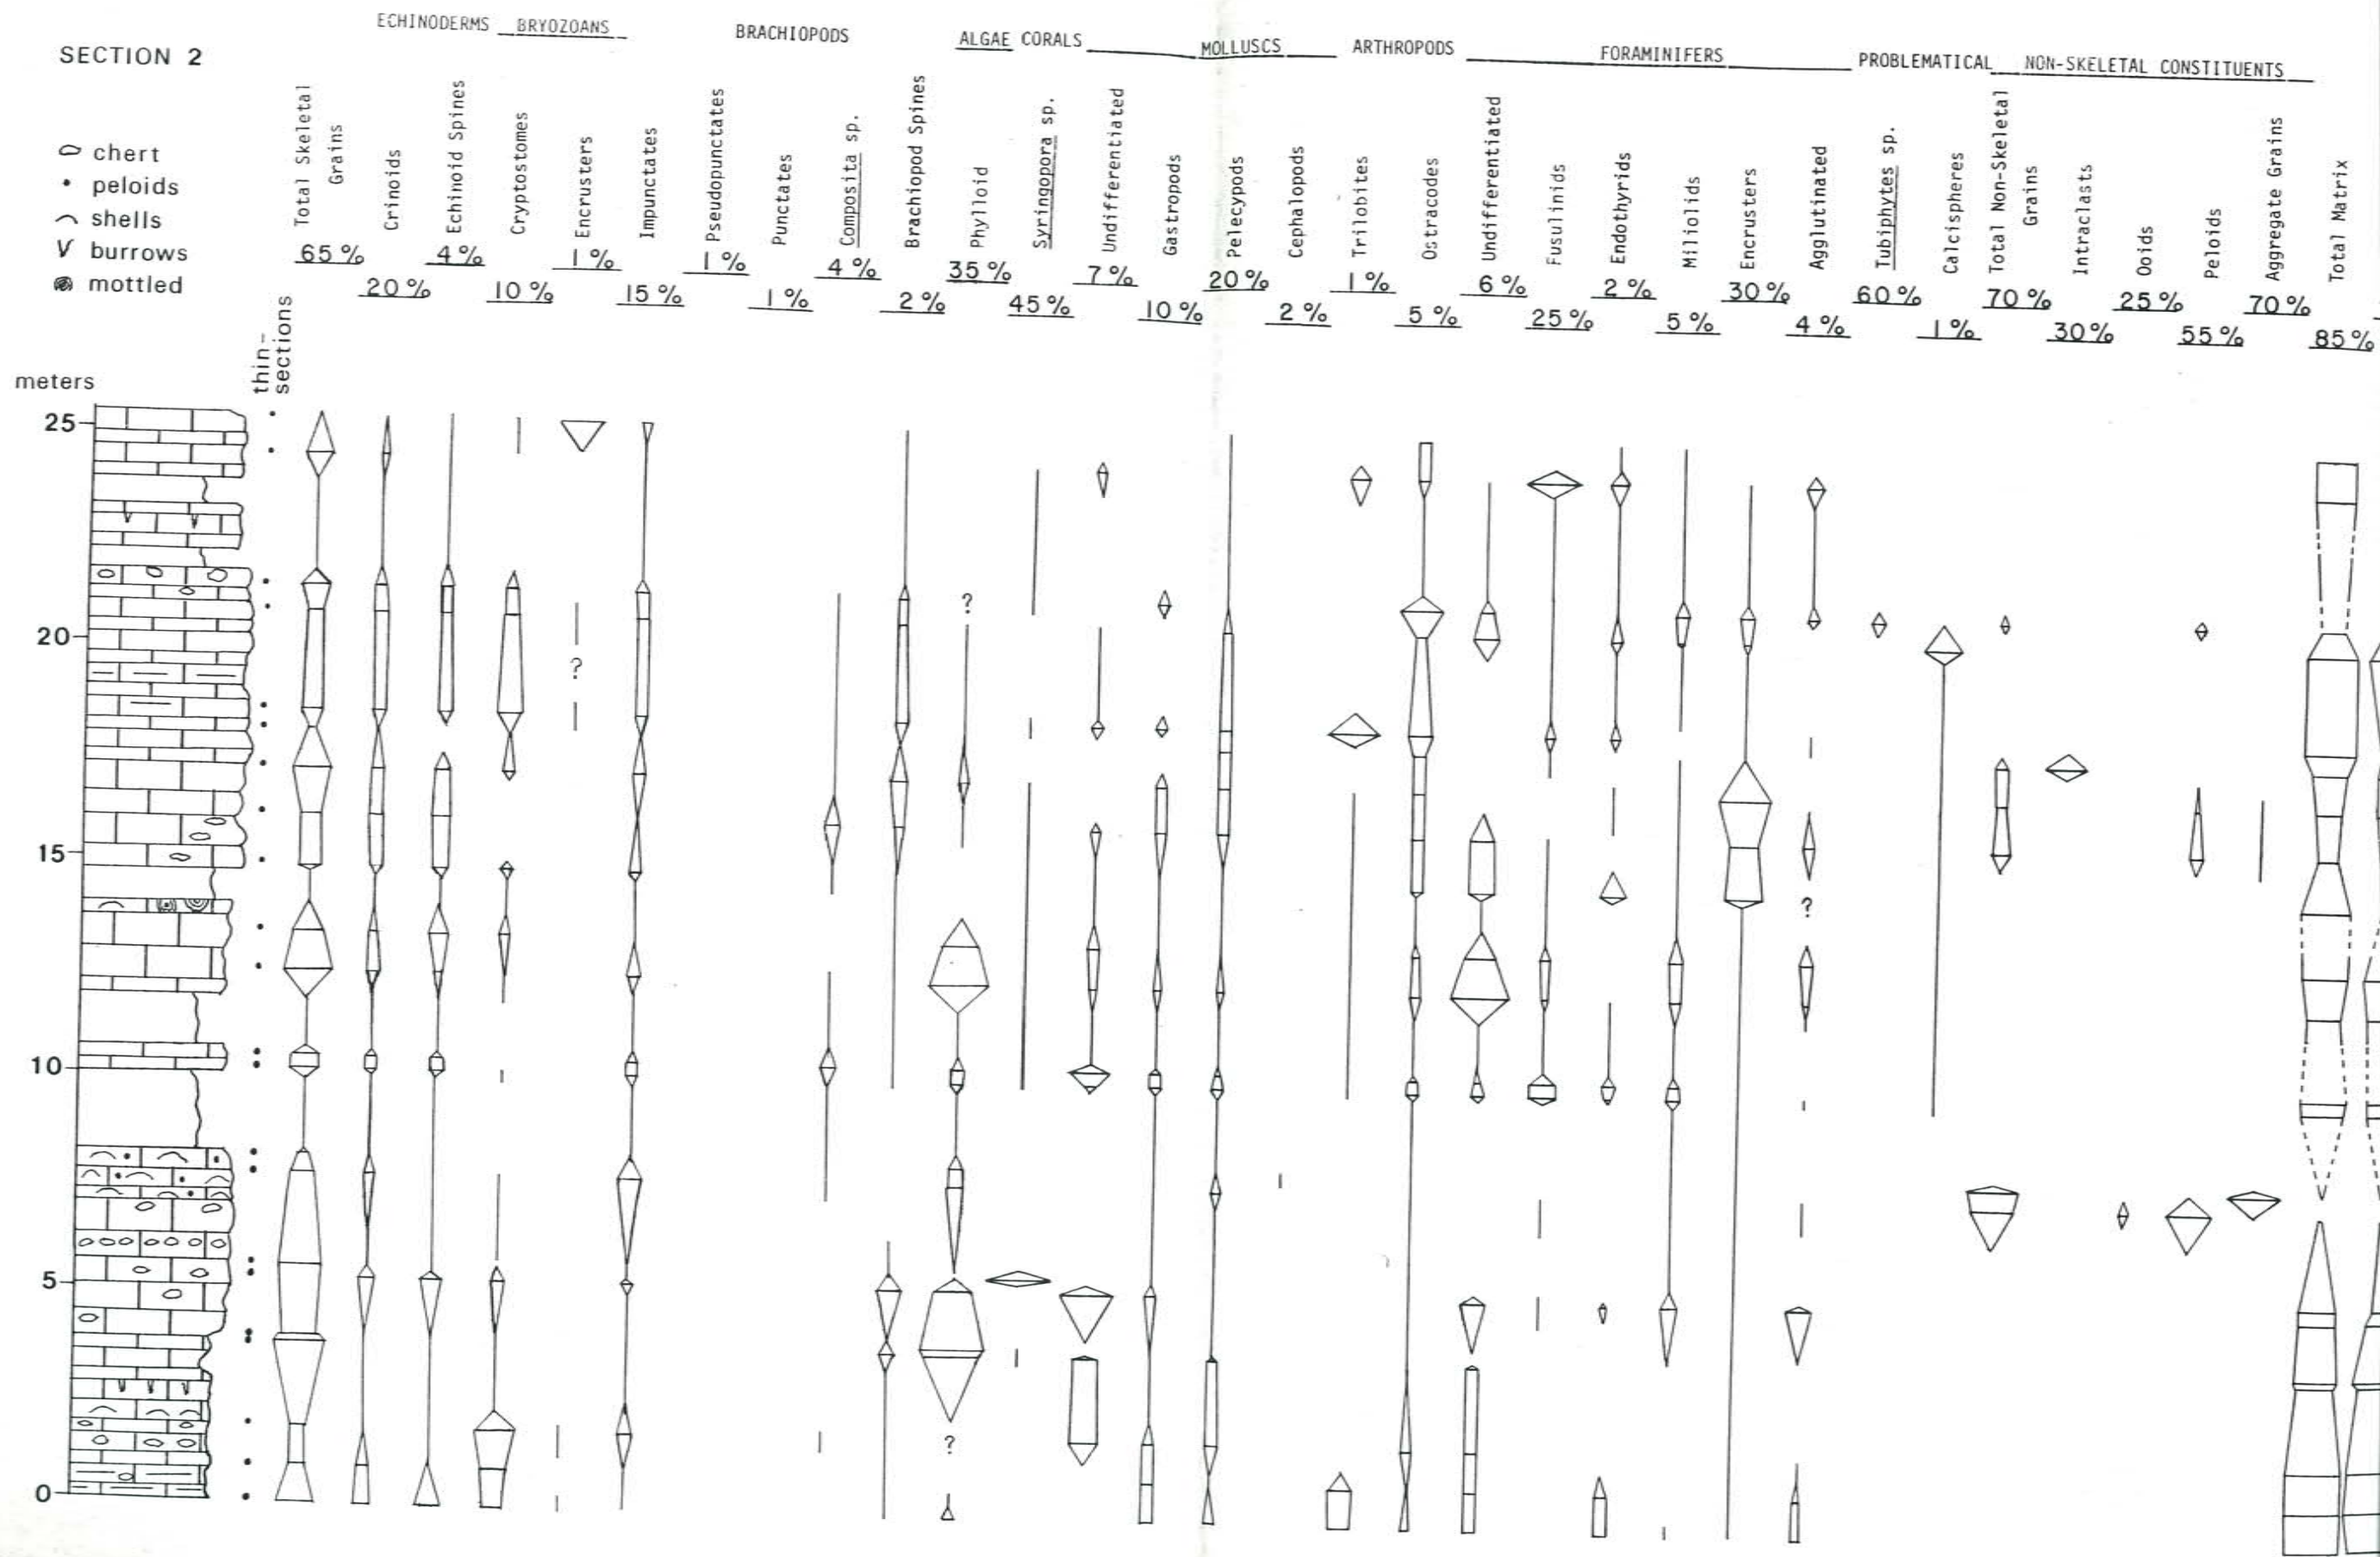 ECHINODERMS BRYOZOANS BRACHIOPODS ALGAE CORALS MOLLUSCS ARTHROPODS FORAMINIFERS PROBLEMATICAL NON-SKELETAL CONSTITUENTS
SECTION 2
chert
peloids
shells
burrows
mottled
thin-
sections
meters
Total Skeletal
Grains
Crinoids
Echinoid Spines
Cryptostomes
Encrusters
Impunctates
Pseudopunctates
Punctates
Composita sp.
Brachiopod Spines
Phylloid
Syringopora sp.
Undifferentiated
Gastropods
Pelecypods
Cephalopods
Trilobites
Ostracodes
Undifferentiated
Fusulinids
Endothyrids
Miliolids
Encrusters
Agglutinated
Tubiphytes sp.
Calcispheres
Total Non-Skeletal
Grains
Intraclasts
Ooids
Peloids
Aggregate Grains
Total Matrix
65% 4% 1% 1% 4% 35% 7% 20% 1% 6% 2% 30% 60% 70% 25% 70%
20% 10% 15% 1% 2% 45% 10% 2% 5% 25% 5% 4% 1% 30% 55% 85%
25
20
15
10
5
0
?
?
?
?